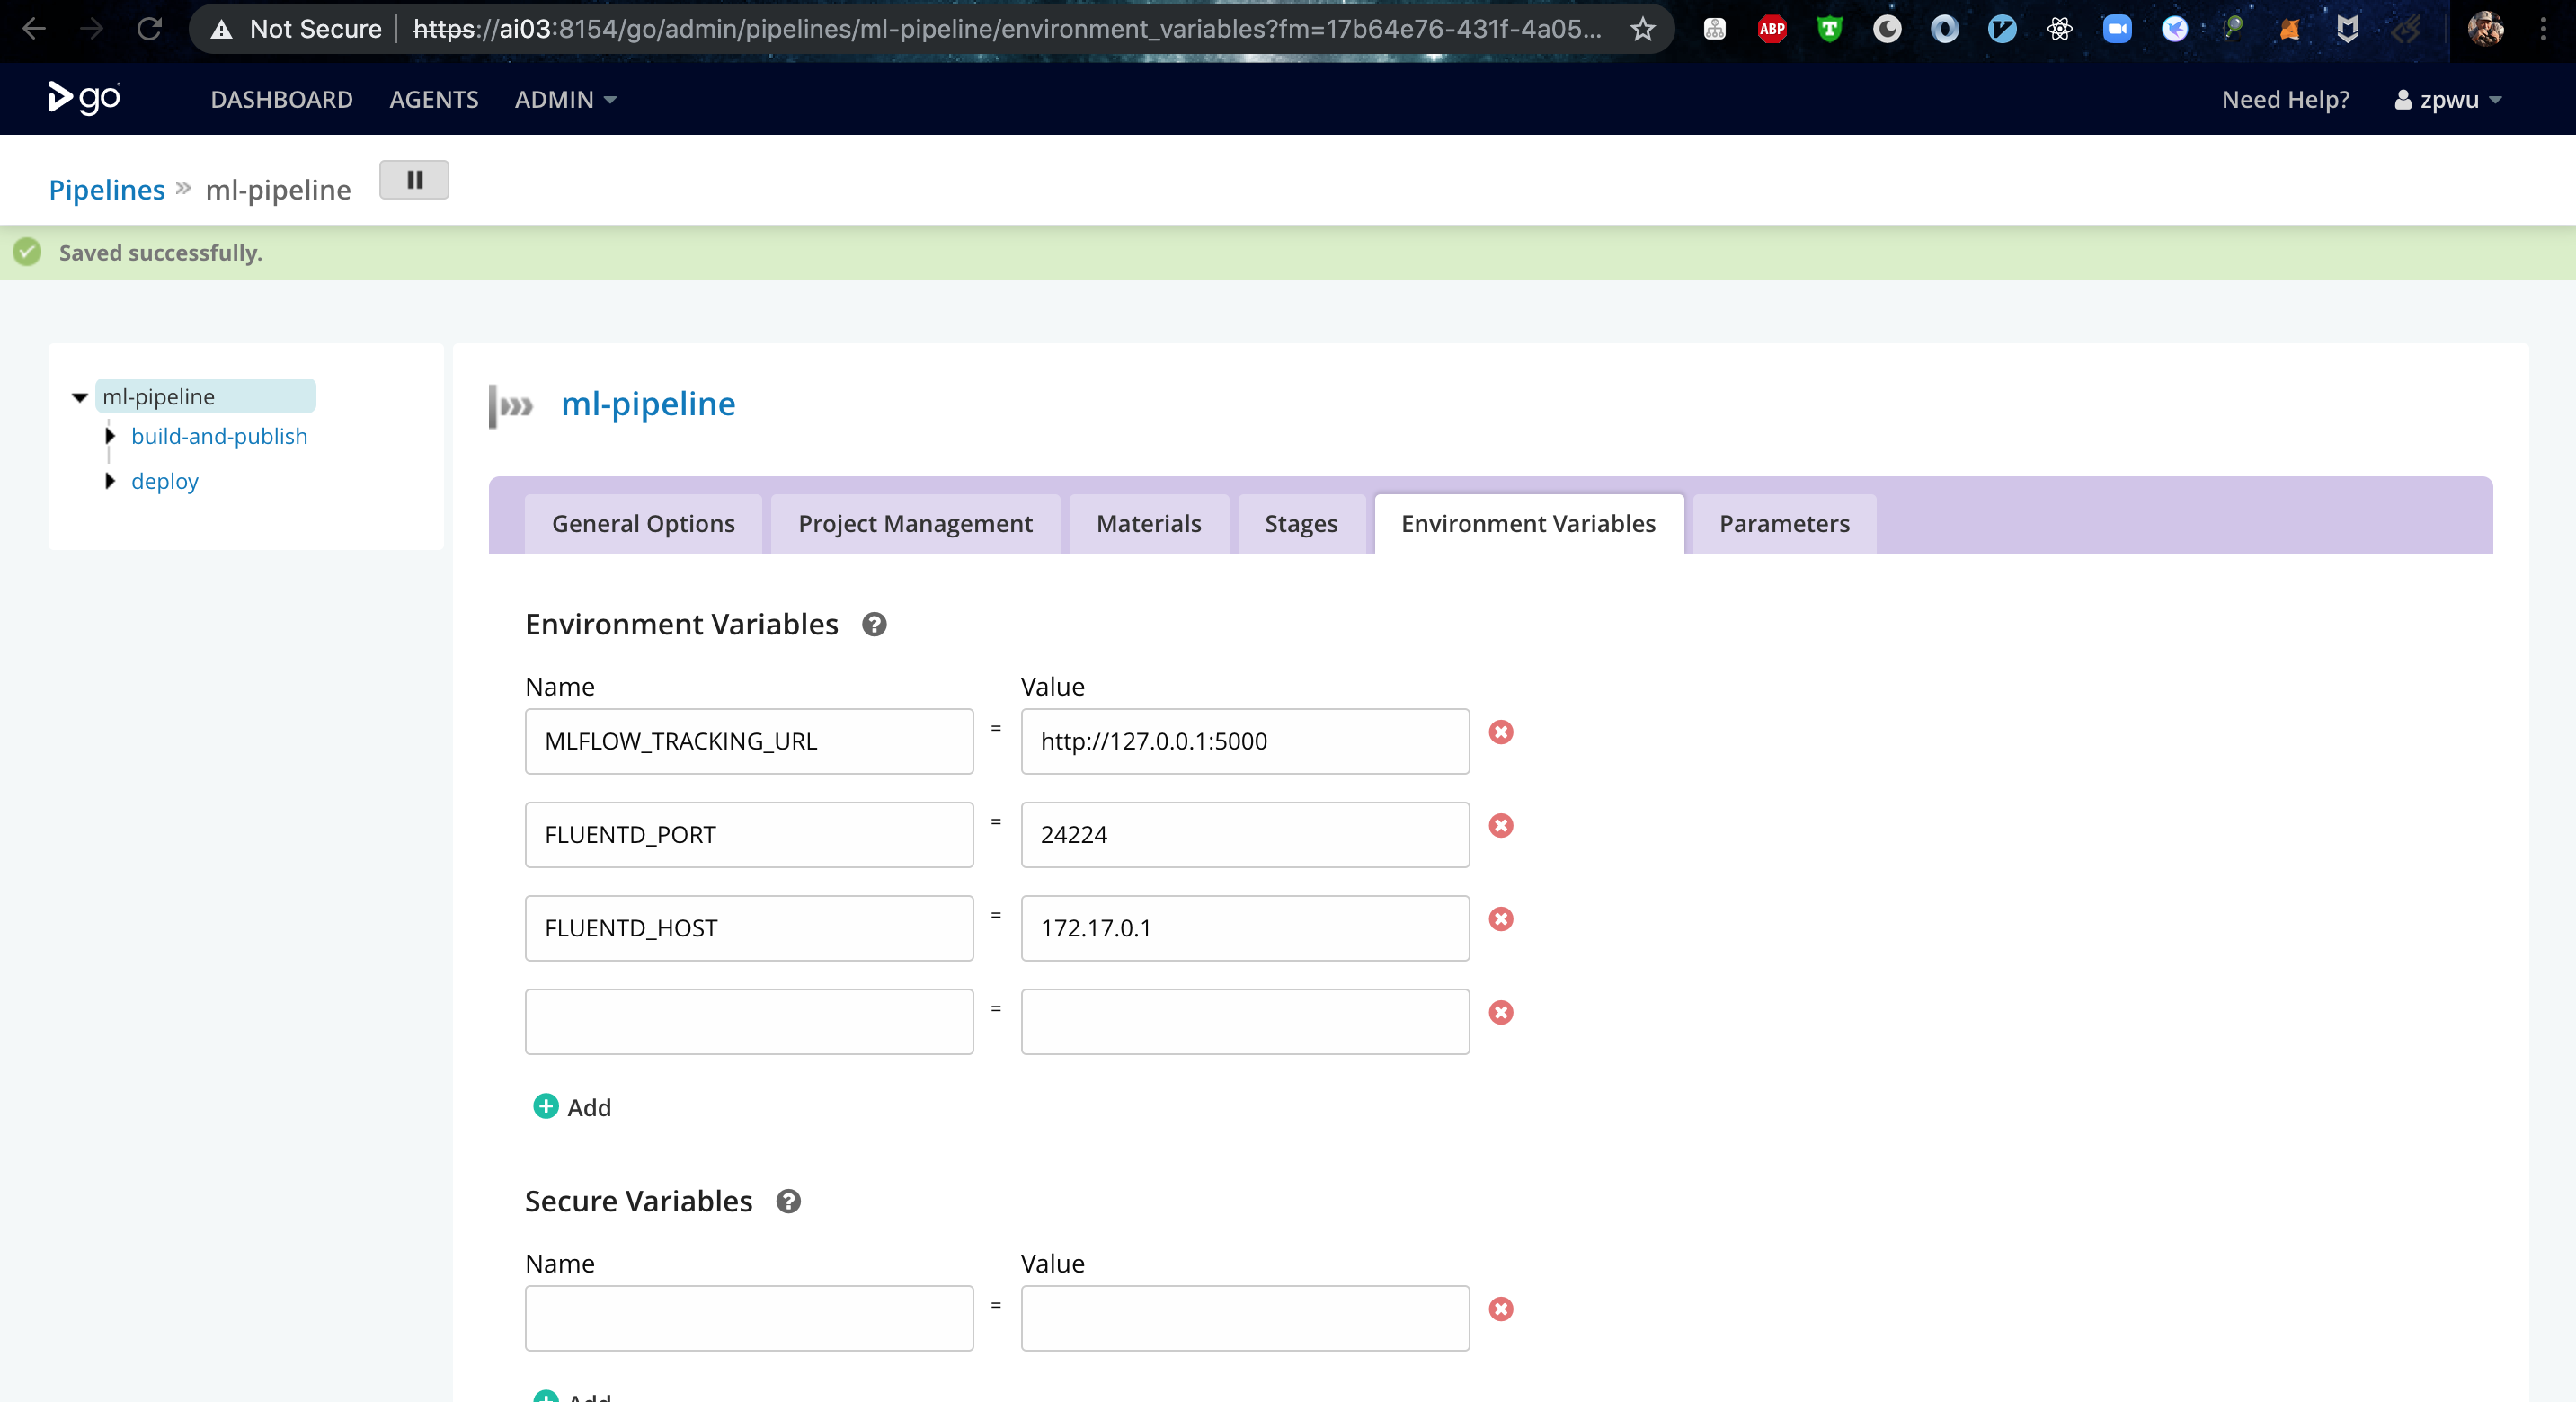 Not Secure | https://ai03:8154/go/admin/pipelines/ml-pipeline/environment_variables?fm=17b64e76-431f-4a05... ABP
go DASHBOARD AGENTS ADMIN Need Help? zpwu
Pipelines » ml-pipeline
Saved successfully.
ml-pipeline
build-and-publish
deploy
ml-pipeline
General Options Project Management Materials Stages Environment Variables Parameters
Environment Variables ?
Name Value
MLFLOW_TRACKING_URL = http://127.0.0.1:5000
FLUENTD_PORT = 24224
FLUENTD_HOST = 172.17.0.1
=
Add
Secure Variables ?
Name Value
=
Add